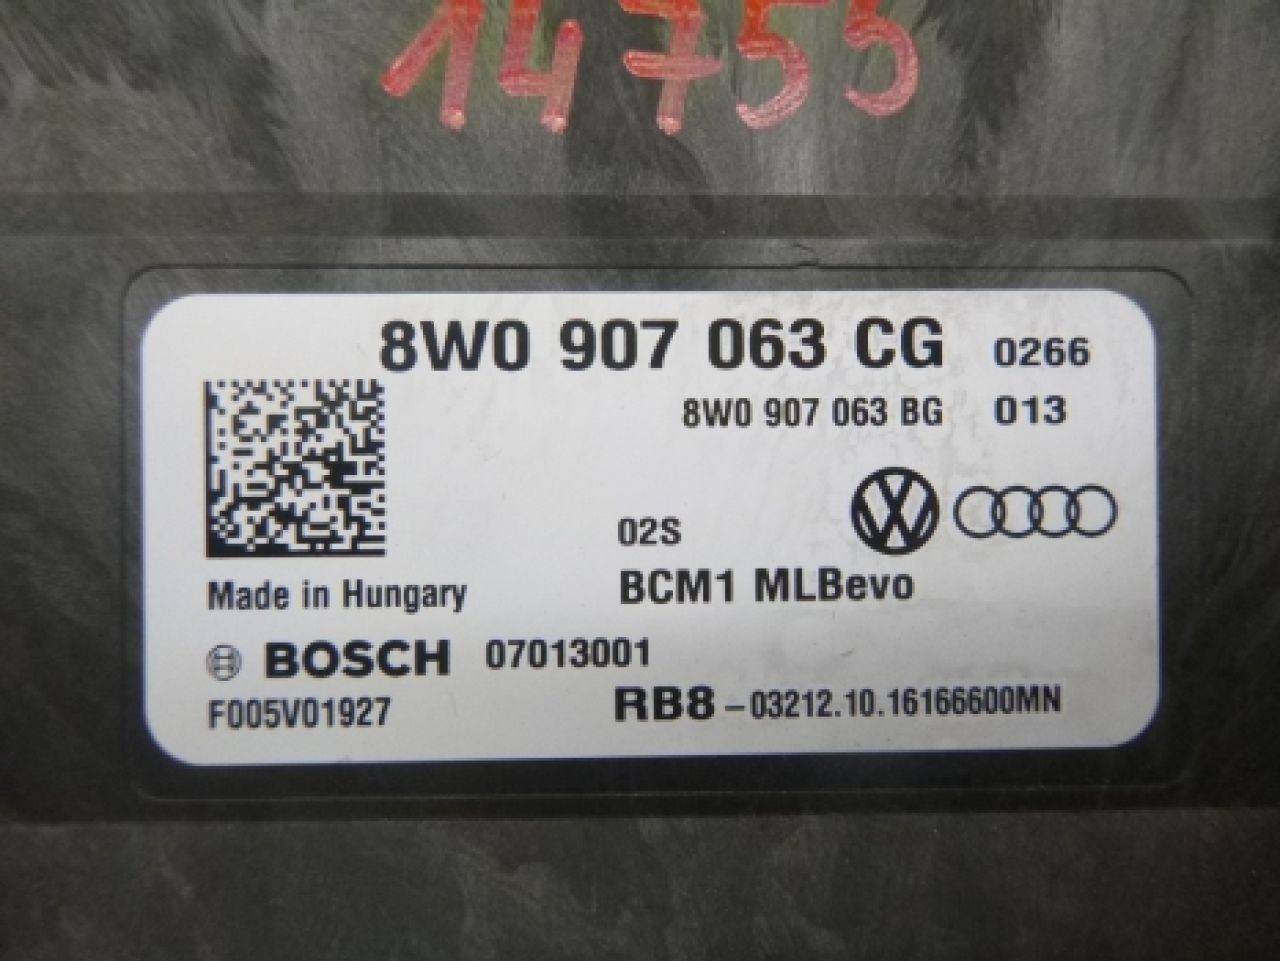 14755
8W0 907 063 CG 0266
8W0 907 063 BG 013
02S
Made in Hungary
BCM1 MLBevo
BOSCH 07013001
F005V01927
RB8 – 03212.10.16166600MN